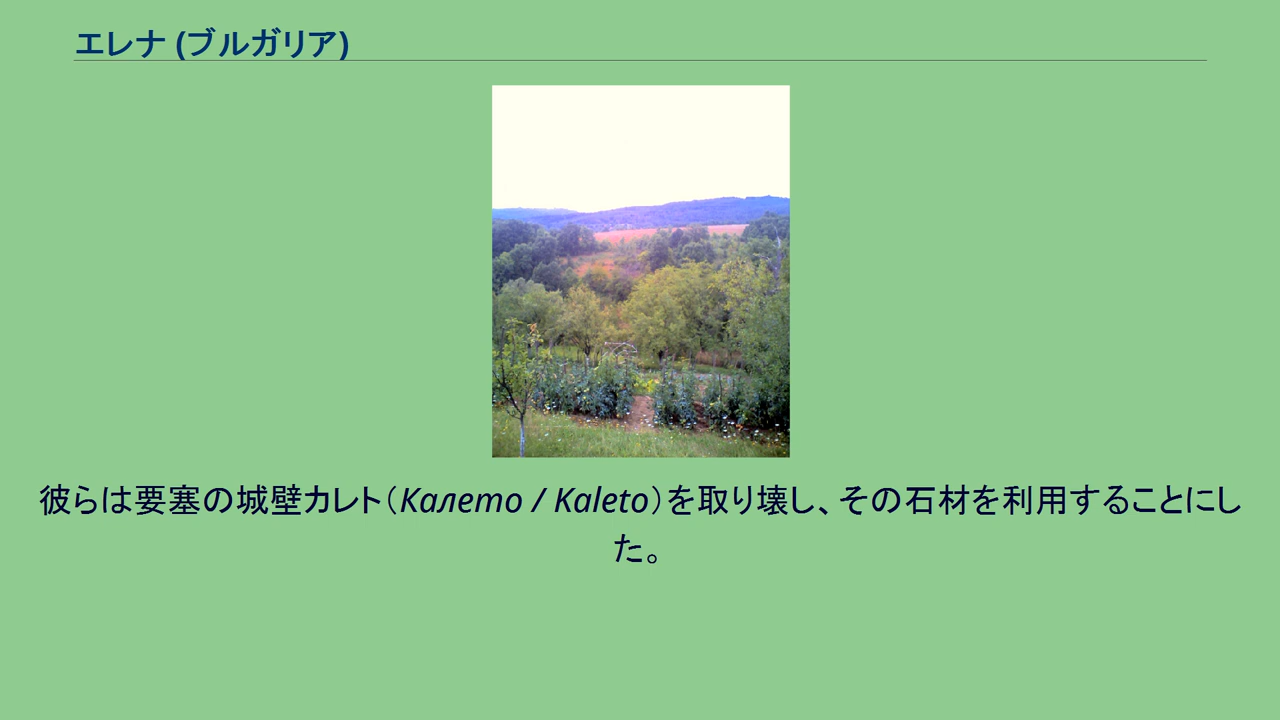 エレナ (ブルガリア)
彼らは要塞の城壁カレト（Калето / Kaleto）を取り壊し、その石材を利用することにし
た。